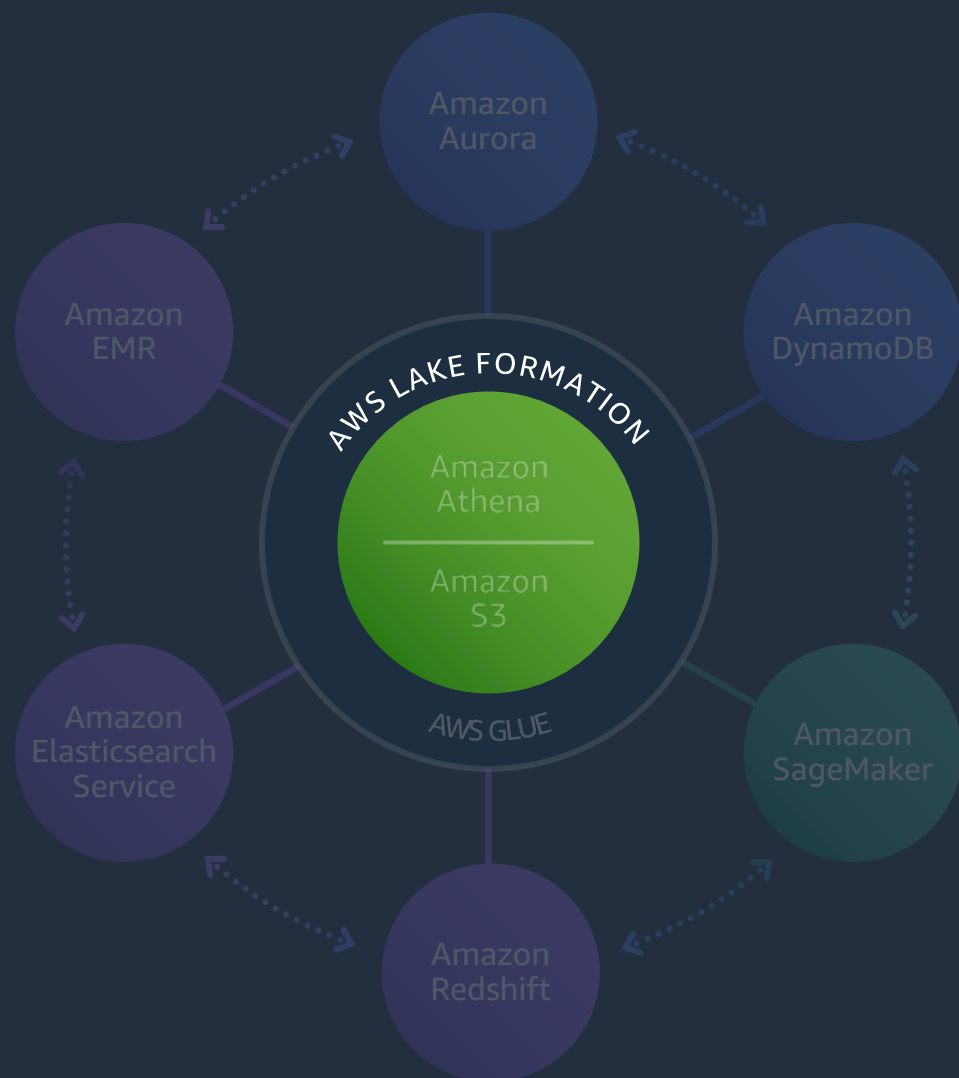 Amazon
Aurora
Amazon
EMR
Amazon
DynamoDB
AWS LAKE FORMATION
Amazon
Athena
Amazon
S3
AWS GLUE
Amazon
Elasticsearch
Service
Amazon
SageMaker
Amazon
Redshift